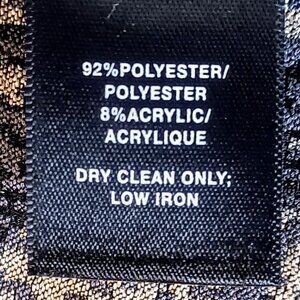 92%POLYESTER/
POLYESTER
8%ACRYLIC/
ACRYLIQUE
DRY CLEAN ONLY;
LOW IRON